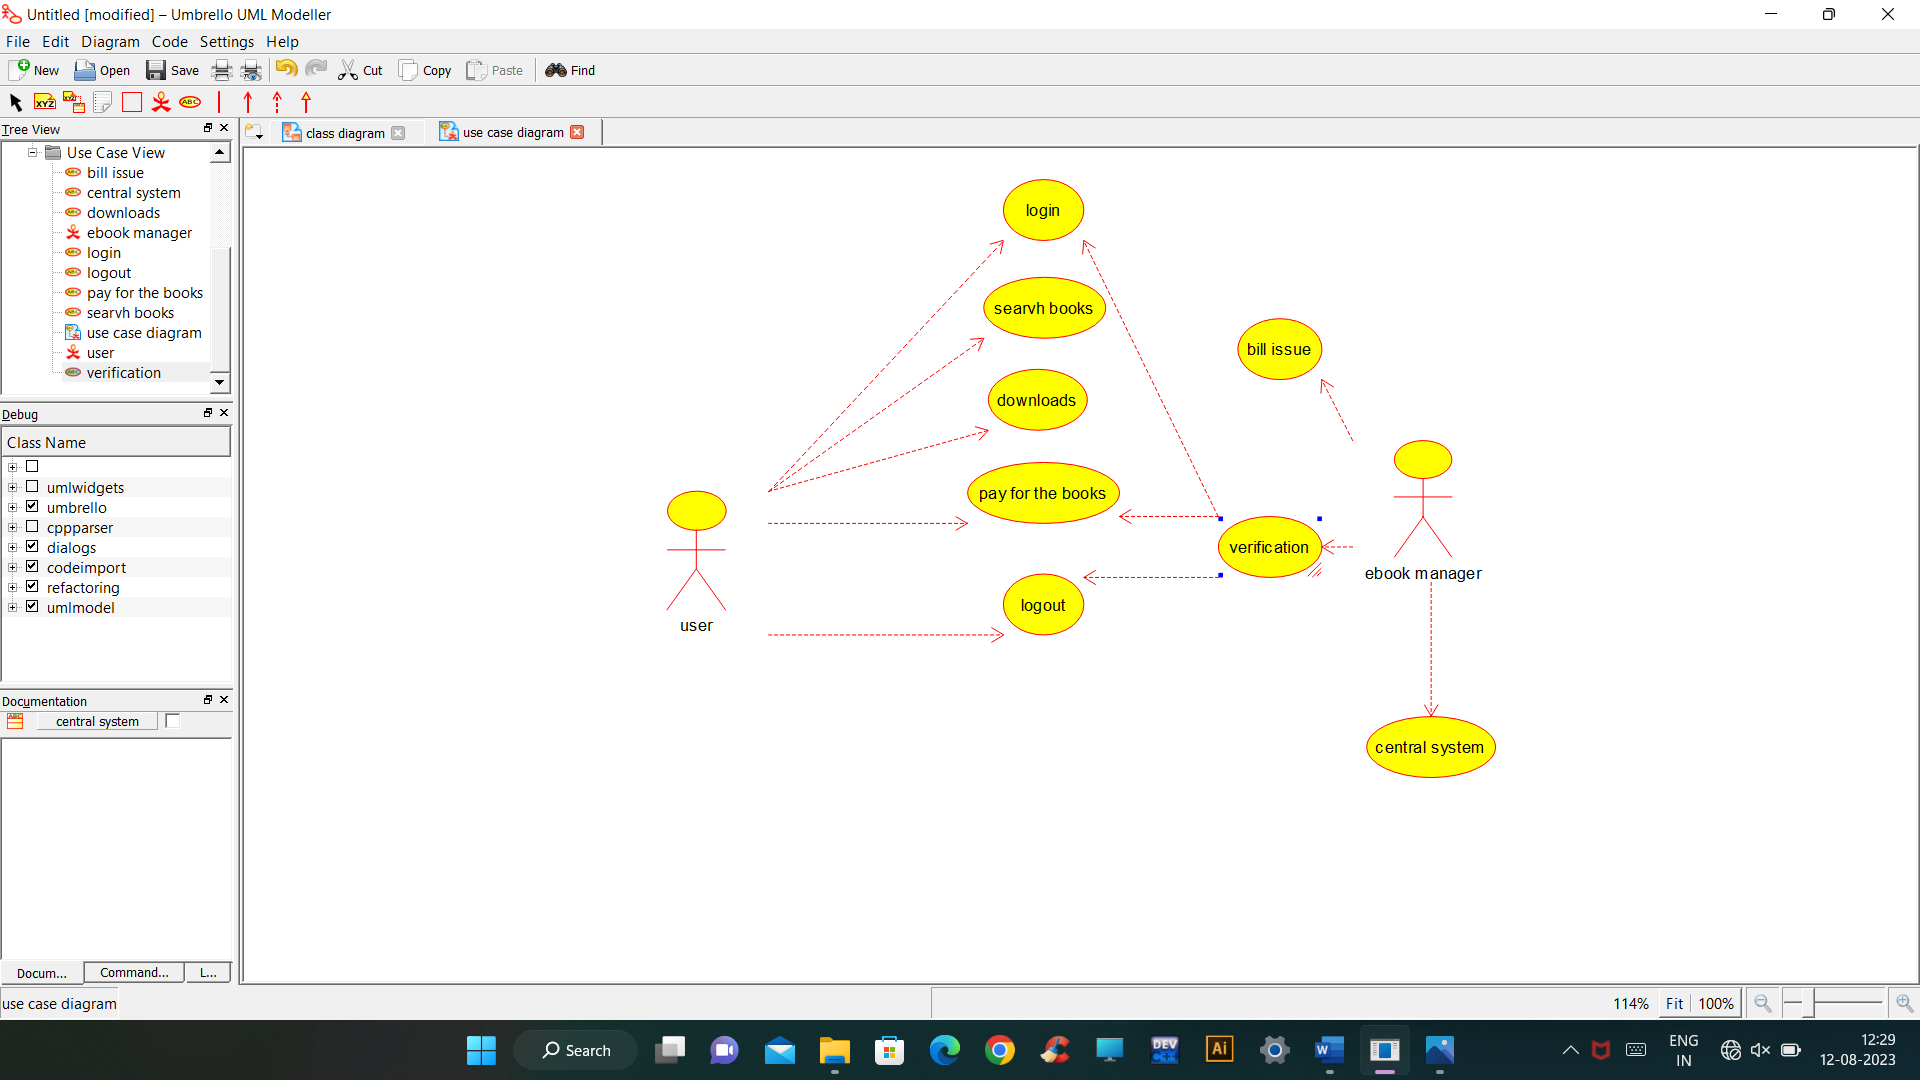 Untitled [modified] – Umbrello UML Modeller
File Edit Diagram Code Settings Help
New Open Save Cut Copy Paste Find
Tree View
class diagram
use case diagram
Use Case View
bill issue
central system
downloads
ebook manager
login
logout
pay for the books
searvh books
use case diagram
user
verification
Debug
Class Name
umlwidgets
umbrello
cppparser
dialogs
codeimport
refactoring
umlmodel
Documentation
central system
Docum... Command... L...
login
searvh books
bill issue
downloads
pay for the books
verification
ebook manager
logout
user
central system
use case diagram
114% Fit 100%
Search
DEV C++
Ai
W
ENG
IN
12:29
12-08-2023